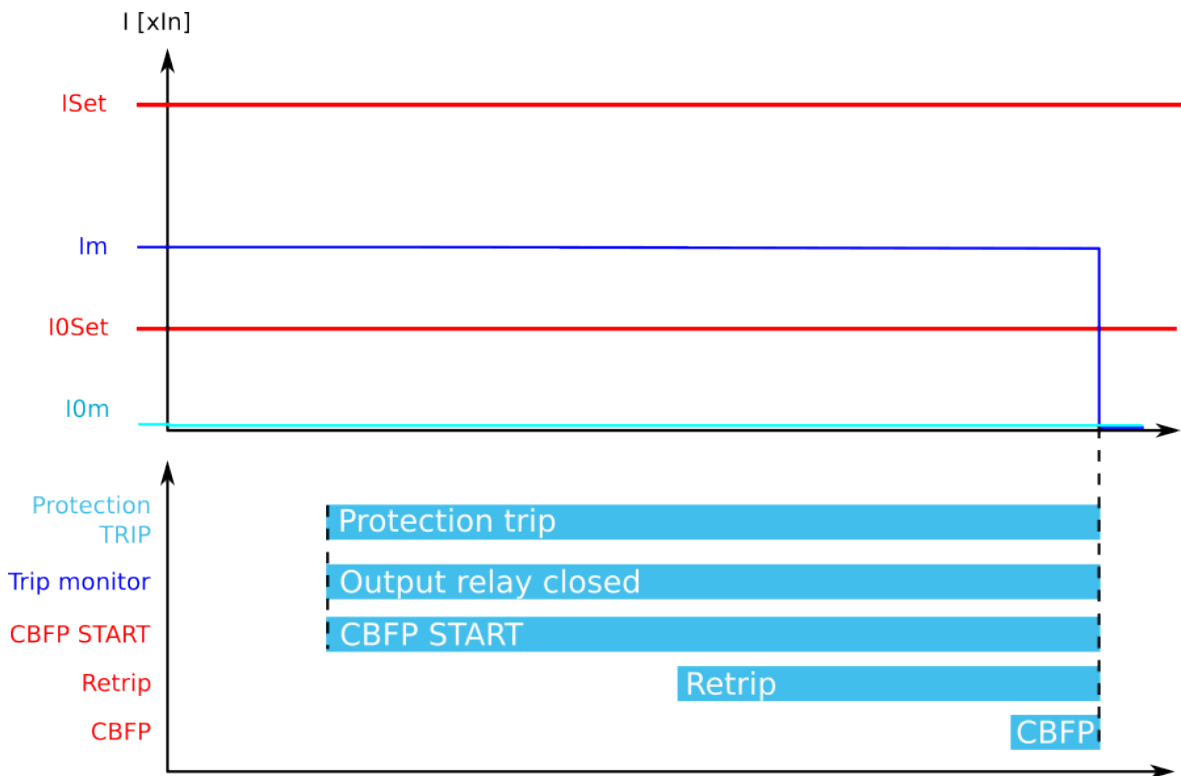 I [xIn]
ISet
Im
I0Set
I0m
Protection
TRIP
Protection trip
Trip monitor
Output relay closed
CBFP START
CBFP START
Retrip
Retrip
CBFP
CBFP